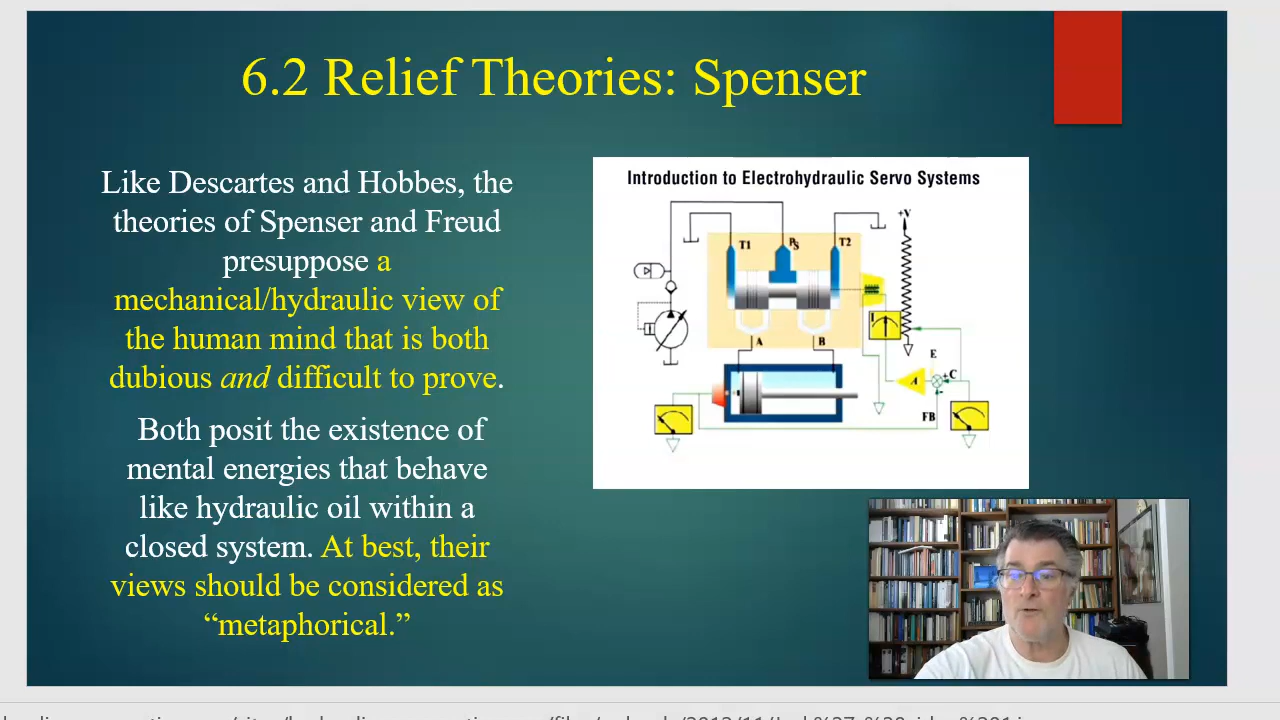 6.2 Relief Theories: Spenser
Like Descartes and Hobbes, the
theories of Spenser and Freud
presuppose a
mechanical/hydraulic view of
the human mind that is both
dubious and difficult to prove.
Both posit the existence of
mental energies that behave
like hydraulic oil within a
closed system. At best, their
views should be considered as
“metaphorical.”
Introduction to Electrohydraulic Servo Systems
+V
T1
PS
T2
I
A
B
E
+C
A
FB